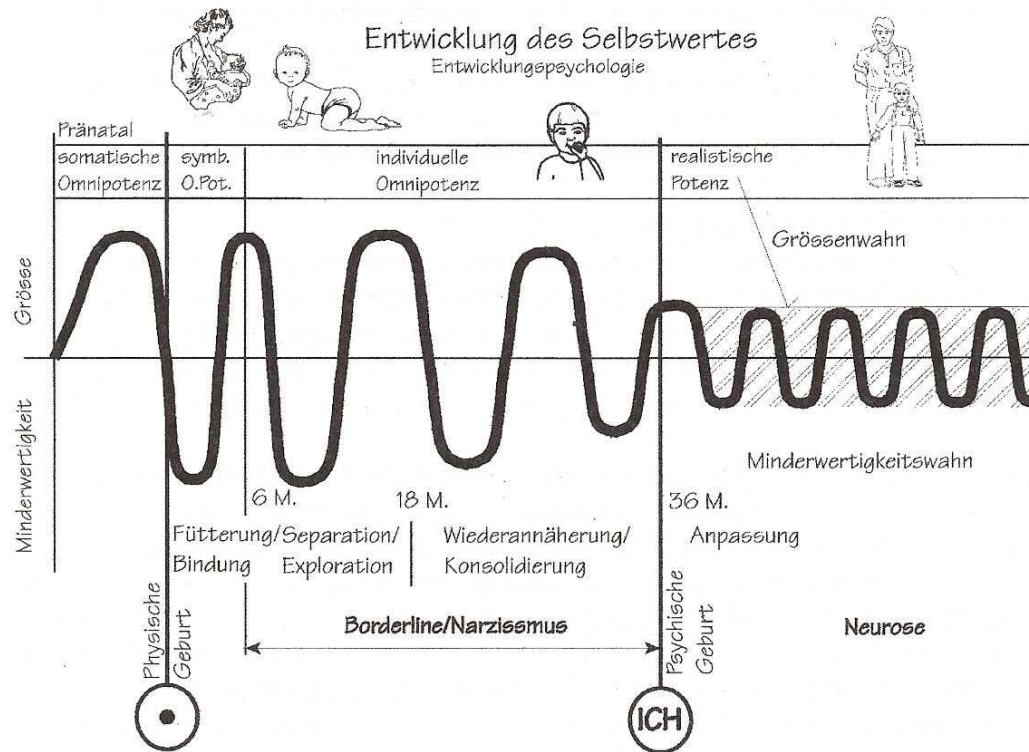 Entwicklung des Selbstwertes
Entwicklungspsychologie
Pränatal
somatische
Omnipotenz
symb.
O.Pot.
individuelle
Omnipotenz
realistische
Potenz
Grössenwahn
Grösse
Minderwertigkeit
Minderwertigkeitswahn
6 M.
18 M.
36 M.
Fütterung/
Bindung
Separation/
Exploration
Wiederannäherung/
Konsolidierung
Anpassung
Physische
Geburt
Borderline/Narzissmus
Psychische
Geburt
Neurose
ICH